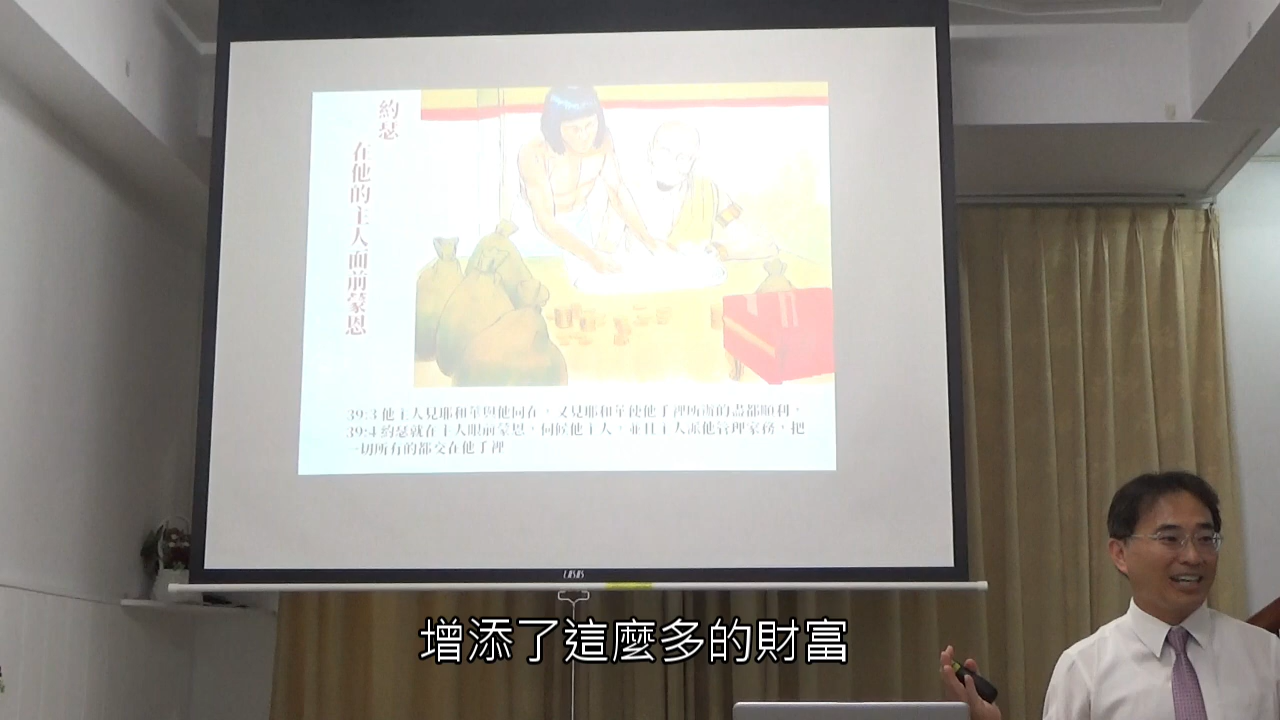 約瑟
在他的主人面前蒙恩
39:3 他主人見耶和華與他同在，又見耶和華使他手裡所辦的盡都順利，
39:4 約瑟就在主人眼前蒙恩，伺候他主人，並且主人派他管理家務，把
一切所有的都交在他手裡
增添了這麼多的財富